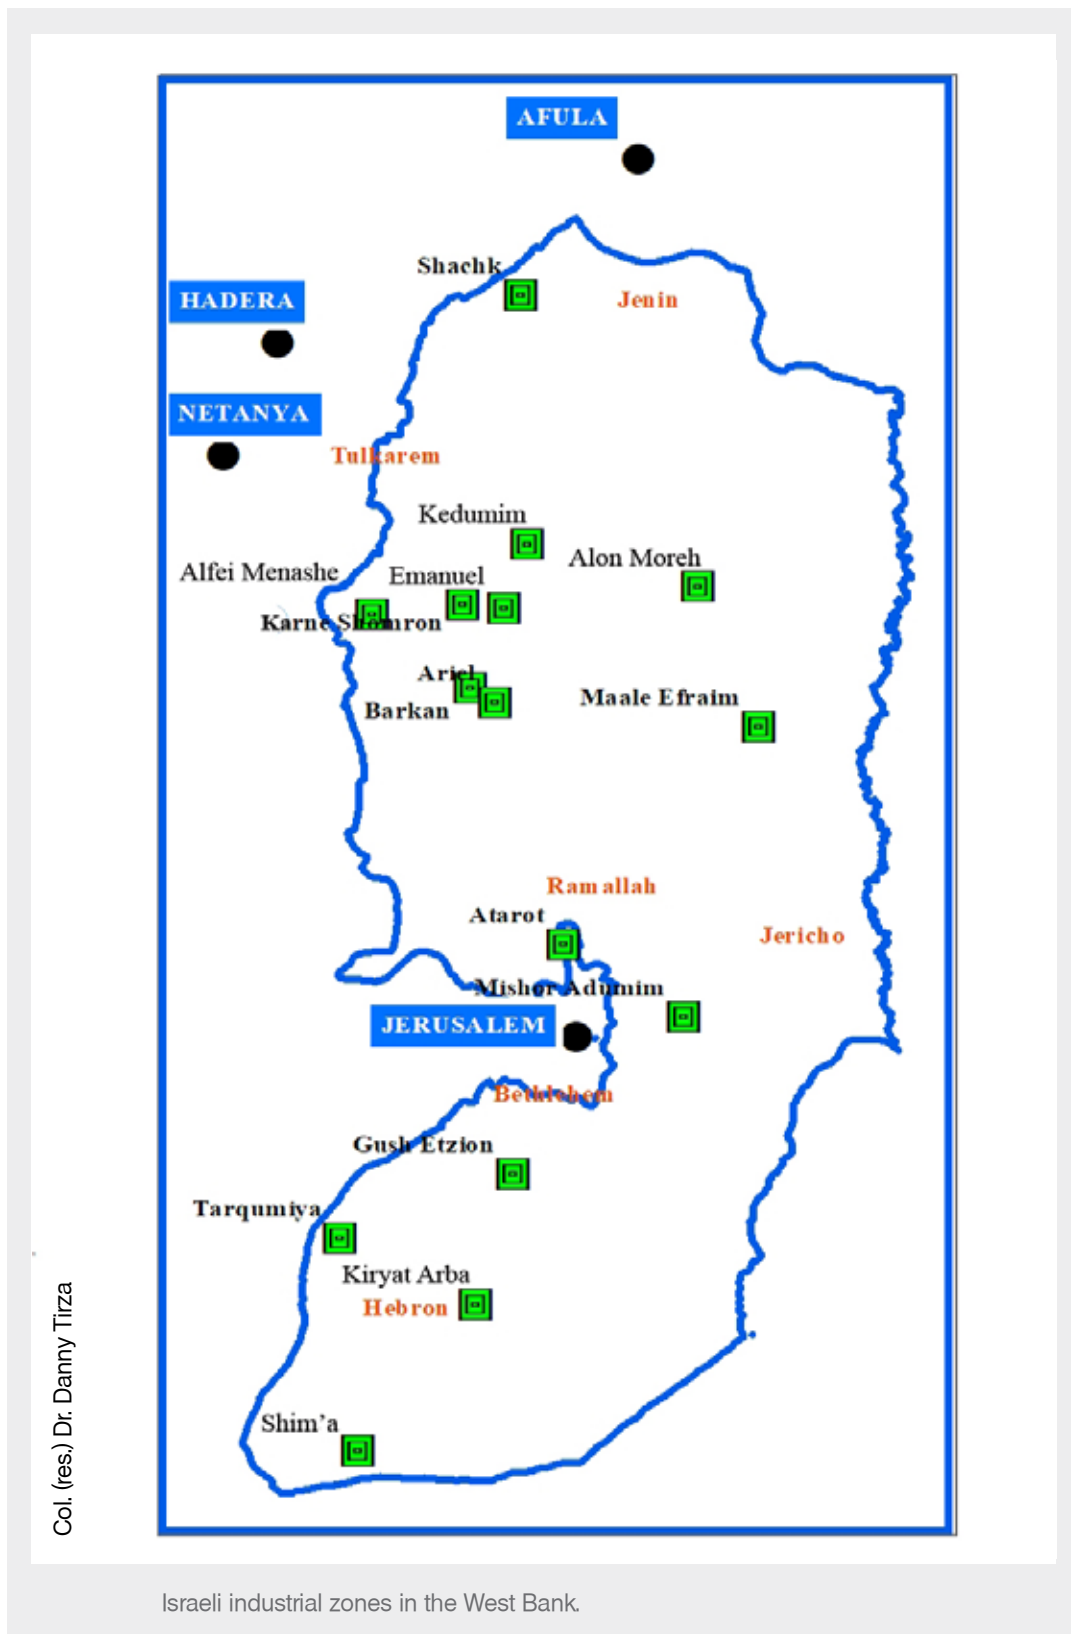 AFULA
Shachk
HADERA
Jenin
NETANYA
Tulkarem
Kedumim
Alon Moreh
Alfei Menashe
Emanuel
Karne Shomron
Ariel
Maale Efraim
Barkan
Ramallah
Atarot
Jericho
Mishor Adumim
JERUSALEM
Bethlehem
Gush Etzion
Tarqumiya
Kiryat Arba
Hebron
Shim’a
Col. (res.) Dr. Danny Tirza
Israeli industrial zones in the West Bank.